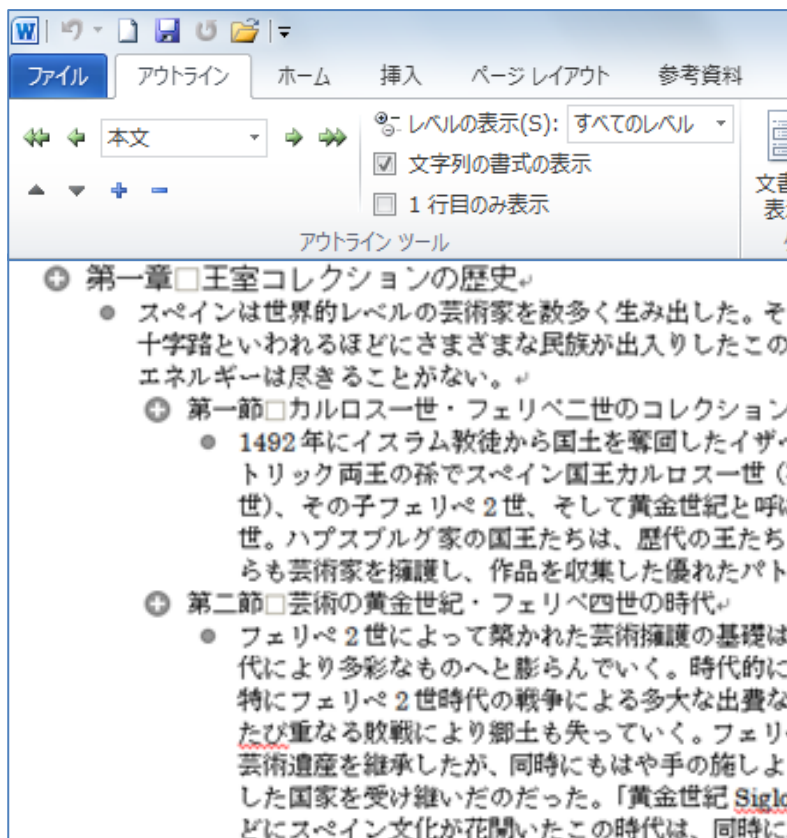 W
ファイル アウトライン ホーム 挿入 ページ レイアウト 参考資料
本文
レベルの表示(S): すべてのレベル
文字列の書式の表示
1 行目のみ表示
アウトライン ツール
第一章□王室コレクションの歴史
スペインは世界的レベルの芸術家を数多く生み出した。そ
十字路といわれるほどにさまざまな民族が出入りしたこの
エネルギーは尽きることがない。
第一節□カルロス一世・フェリペ二世のコレクション
1492年にイスラム教徒から国土を奪回したイザ
トリック両王の孫でスペイン国王カルロス一世（
世）、その子フェリペ2世、そして黄金世紀と呼
世。ハプスブルグ家の国王たちは、歴代の王たち
らも芸術家を擁護し、作品を収集した優れたパト
第二節□芸術の黄金世紀・フェリペ四世の時代
フェリペ2世によって築かれた芸術擁護の基礎は
代により多彩なものへと膨らんでいく。時代的に
特にフェリペ2世時代の戦争による多大な出費な
たび重なる敗戦により郷土も失っていく。フェリ
芸術遺産を継承したが、同時にもはや手の施しよ
した国家を受け継いだのだった。「黄金世紀 Siglo
どにスペイン文化が花開いたこの時代は、同時に